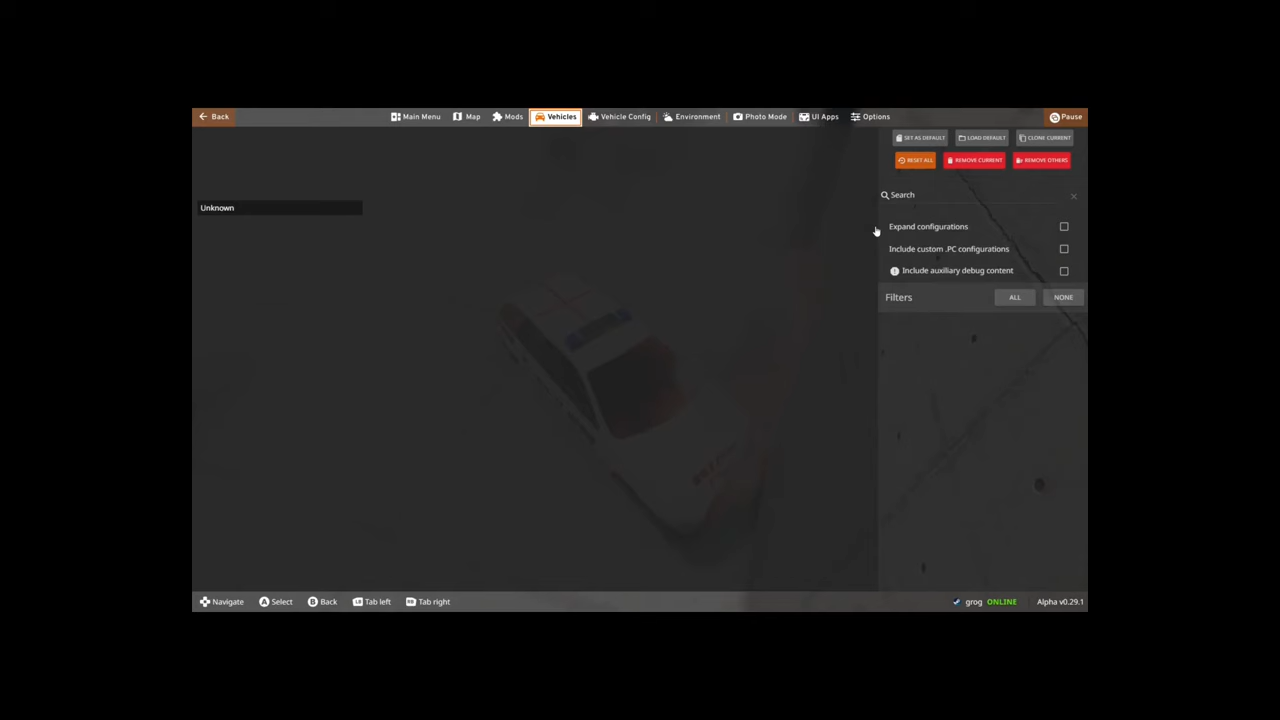 Back
Main Menu
Map
Mods
Vehicles
Vehicle Config
Environment
Photo Mode
UI Apps
Options
Pause
SET AS DEFAULT
LOAD DEFAULT
CLONE CURRENT
RESET ALL
REMOVE CURRENT
REMOVE OTHERS
Search
Unknown
Expand configurations
Include custom .PC configurations
Include auxiliary debug content
Filters
ALL
NONE
Navigate
A Select
B Back
LB Tab left
RB Tab right
grog ONLINE
Alpha v0.29.1